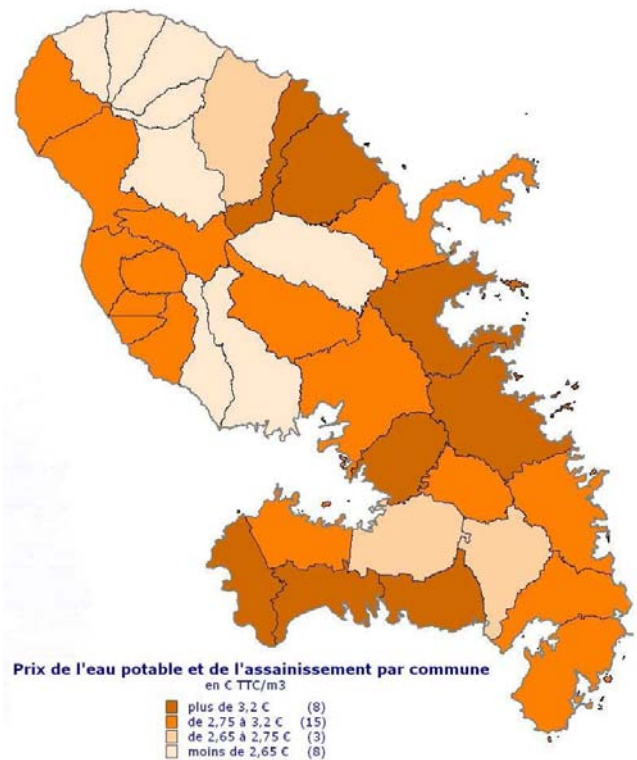 Prix de l'eau potable et de l'assainissement par commune
en € TTC/m3
plus de 3,2 € (8)
de 2,75 à 3,2 € (15)
de 2,65 à 2,75 € (3)
moins de 2,65 € (8)